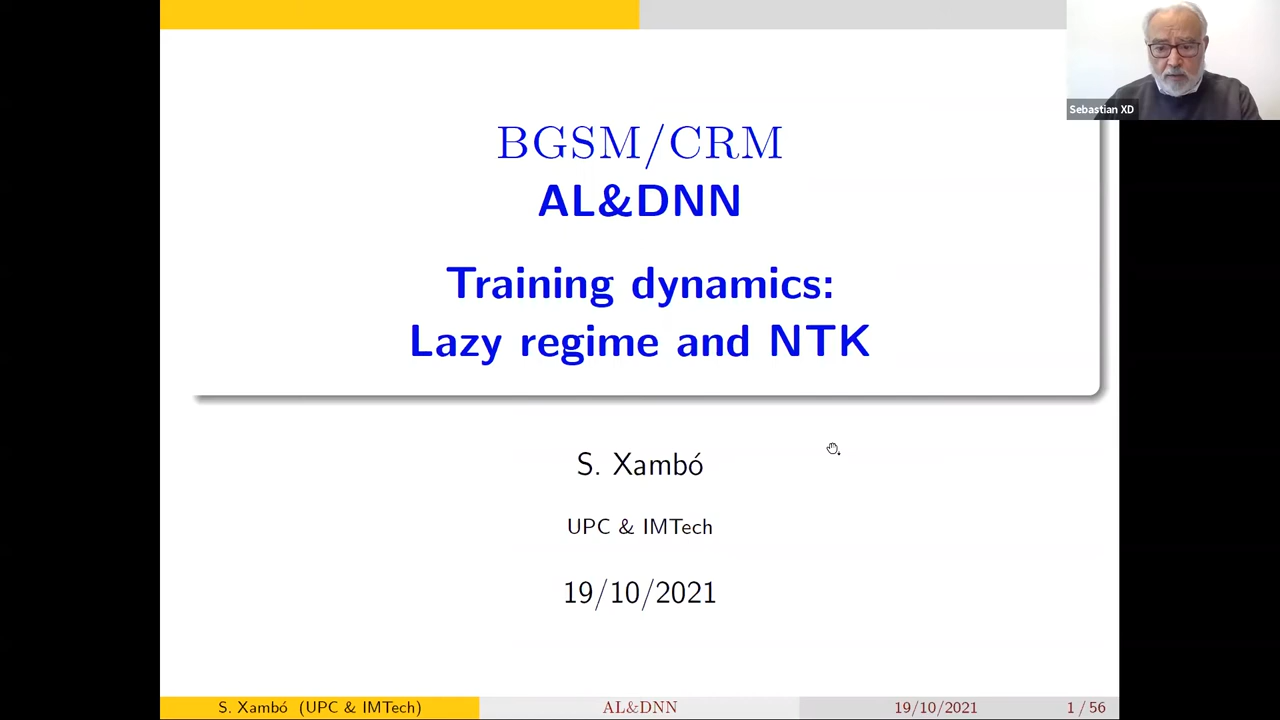 Sebastian XD
BGSM/CRM
AL&DNN
Training dynamics:
Lazy regime and NTK
S. Xambó
UPC & IMTech
19/10/2021
S. Xambó (UPC & IMTech)
AL&DNN
19/10/2021
1 / 56